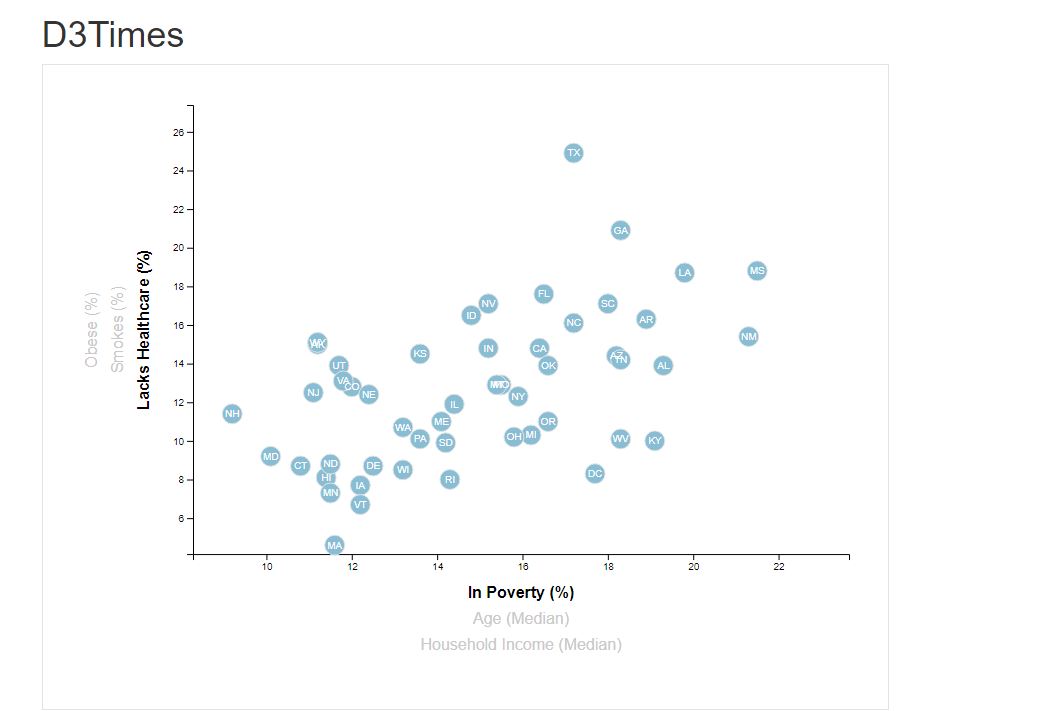 D3Times
26
24
22
20
18
16
14
12
10
8
6
Obese (%)
Smokes (%)
Lacks Healthcare (%)
TX
GA
MS
LA
FL
NV
SC
ID
AR
NC
NM
KS
IN
CA
AZ
TN
UT
OK
AL
VA
CO
NJ
NE
NY
IL
NH
ME
OR
WA
PA
SD
OH
MI
WV
KY
MD
CT
ND
DE
WI
DC
HI
RI
IA
MN
VT
MA
10
12
14
16
18
20
22
In Poverty (%)
Age (Median)
Household Income (Median)